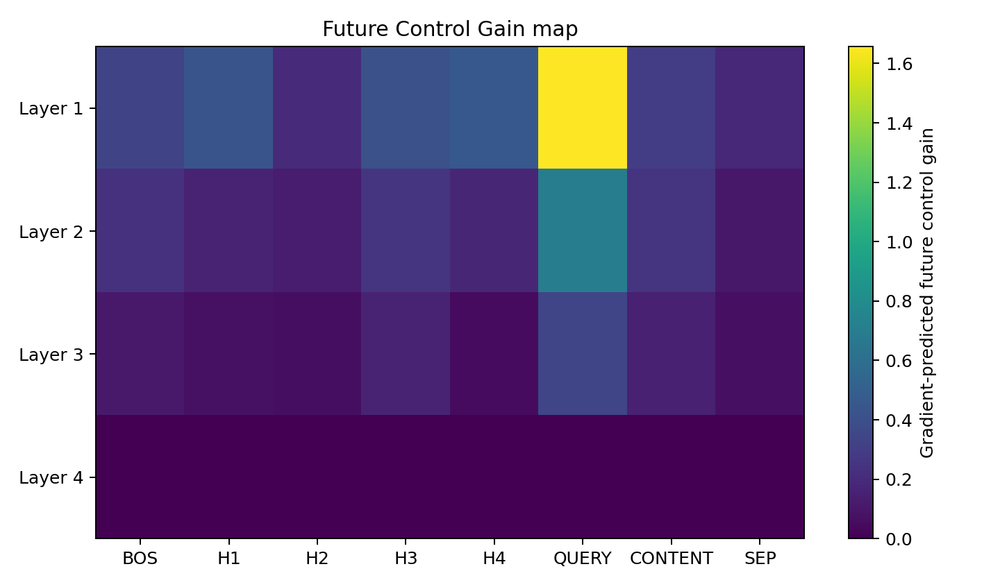 Future Control Gain map
Layer 1
Layer 2
Layer 3
Layer 4
BOS H1 H2 H3 H4 QUERY CONTENT SEP
1.6
1.4
1.2
1.0
0.8
0.6
0.4
0.2
0.0
Gradient-predicted future control gain